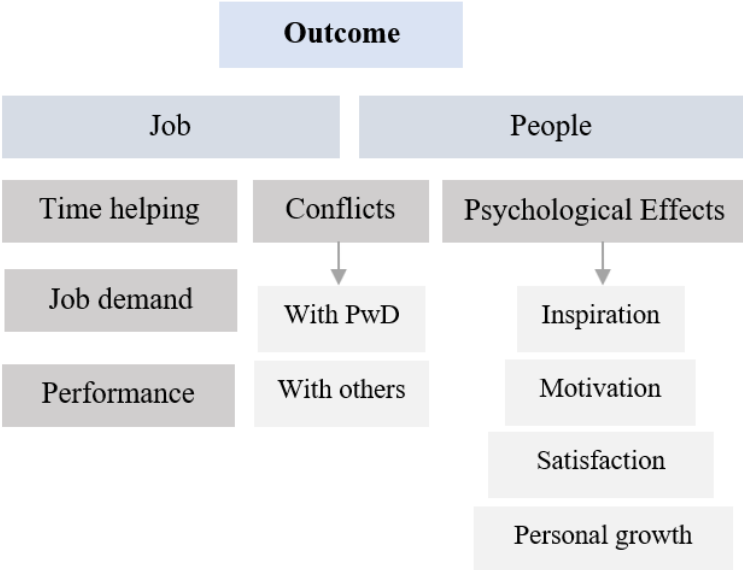 Outcome
Job
People
Time helping
Conflicts
Psychological Effects
Job demand
With PwD
Inspiration
Performance
With others
Motivation
Satisfaction
Personal growth